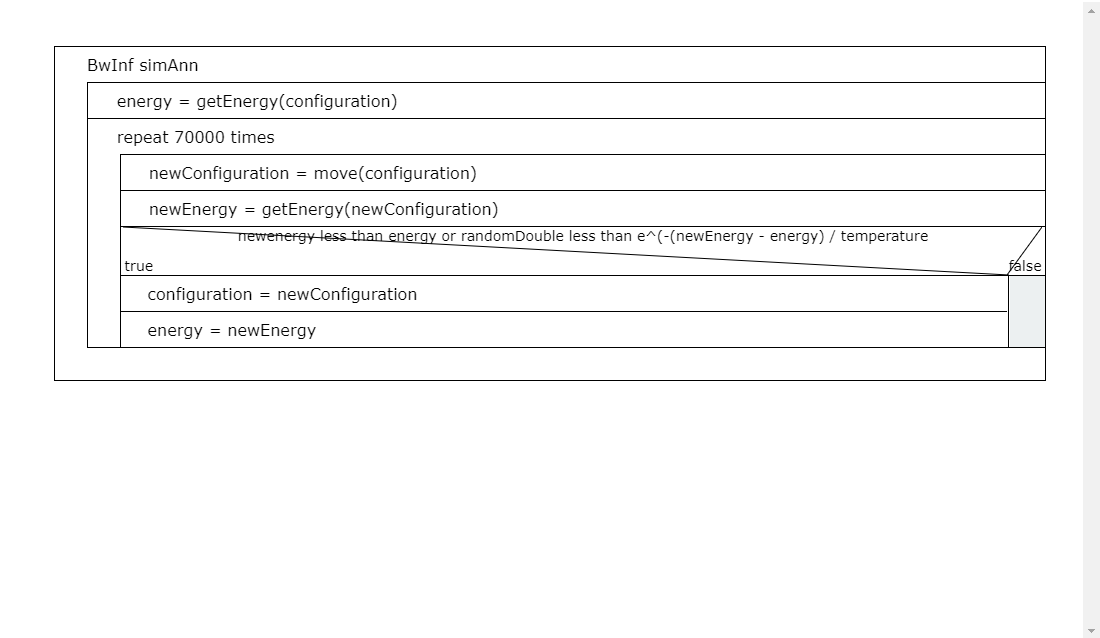 BwInf simAnn
energy = getEnergy(configuration)
repeat 70000 times
newConfiguration = move(configuration)
newEnergy = getEnergy(newConfiguration)
newenergy less than energy or randomDouble less than e^(-(newEnergy - energy) / temperature
true
false
configuration = newConfiguration
energy = newEnergy